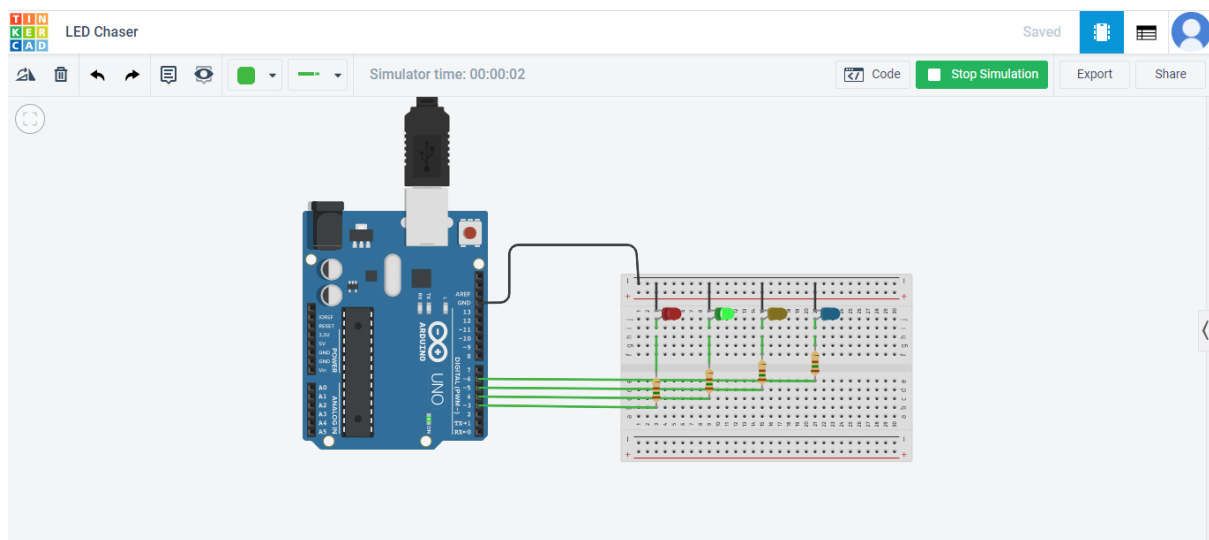 TIN
KER
CAD
LED Chaser
Saved
Simulator time: 00:00:02
Code
Stop Simulation
Export
Share
AREF
GND
13
12
~11
~10
~9
8
7
~6
~5
4
~3
2
TX→1
RX←0
DIGITAL (PWM~)
IOREF
RESET
3.3V
5V
GND
GND
Vin
POWER
A0
A1
A2
A3
A4
A5
ANALOG IN
TX
RX
L
ARDUINO
UNO
ON